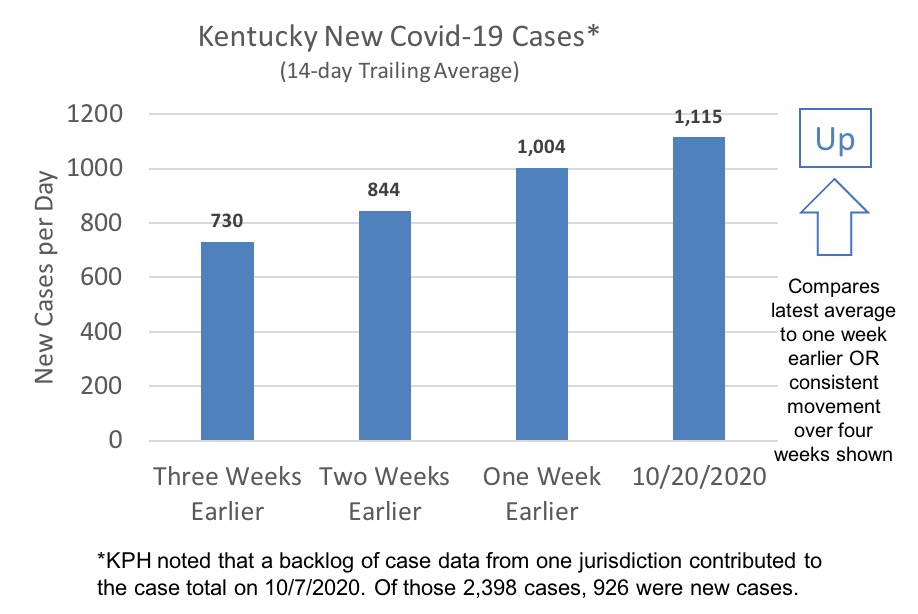 Kentucky New Covid-19 Cases*
(14-day Trailing Average)
New Cases per Day
1200
1000
800
600
400
200
0
730
844
1,004
1,115
Three Weeks
Earlier
Two Weeks
Earlier
One Week
Earlier
10/20/2020
Up
Compares
latest average
to one week
earlier OR
consistent
movement
over four
weeks shown
*KPH noted that a backlog of case data from one jurisdiction contributed to
the case total on 10/7/2020. Of those 2,398 cases, 926 were new cases.